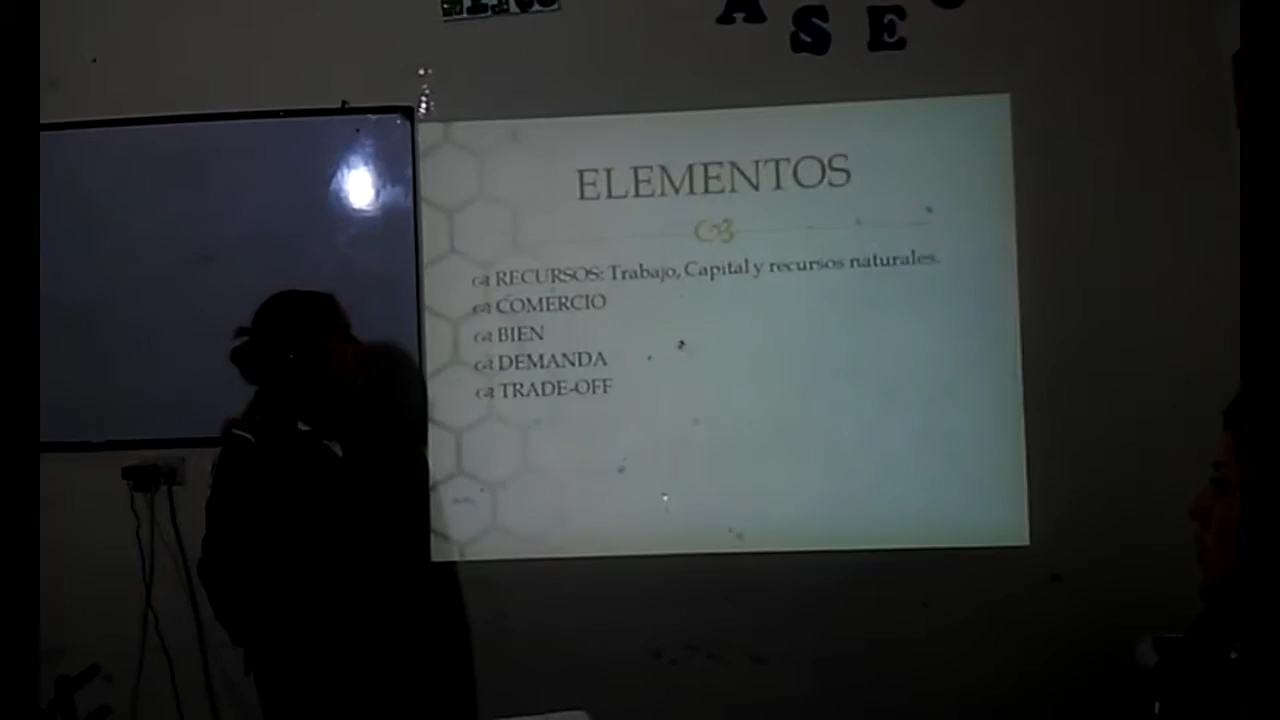 A
S E
ELEMENTOS
RECURSOS: Trabajo, Capital y recursos naturales.
COMERCIO
BIEN
DEMANDA
TRADE-OFF